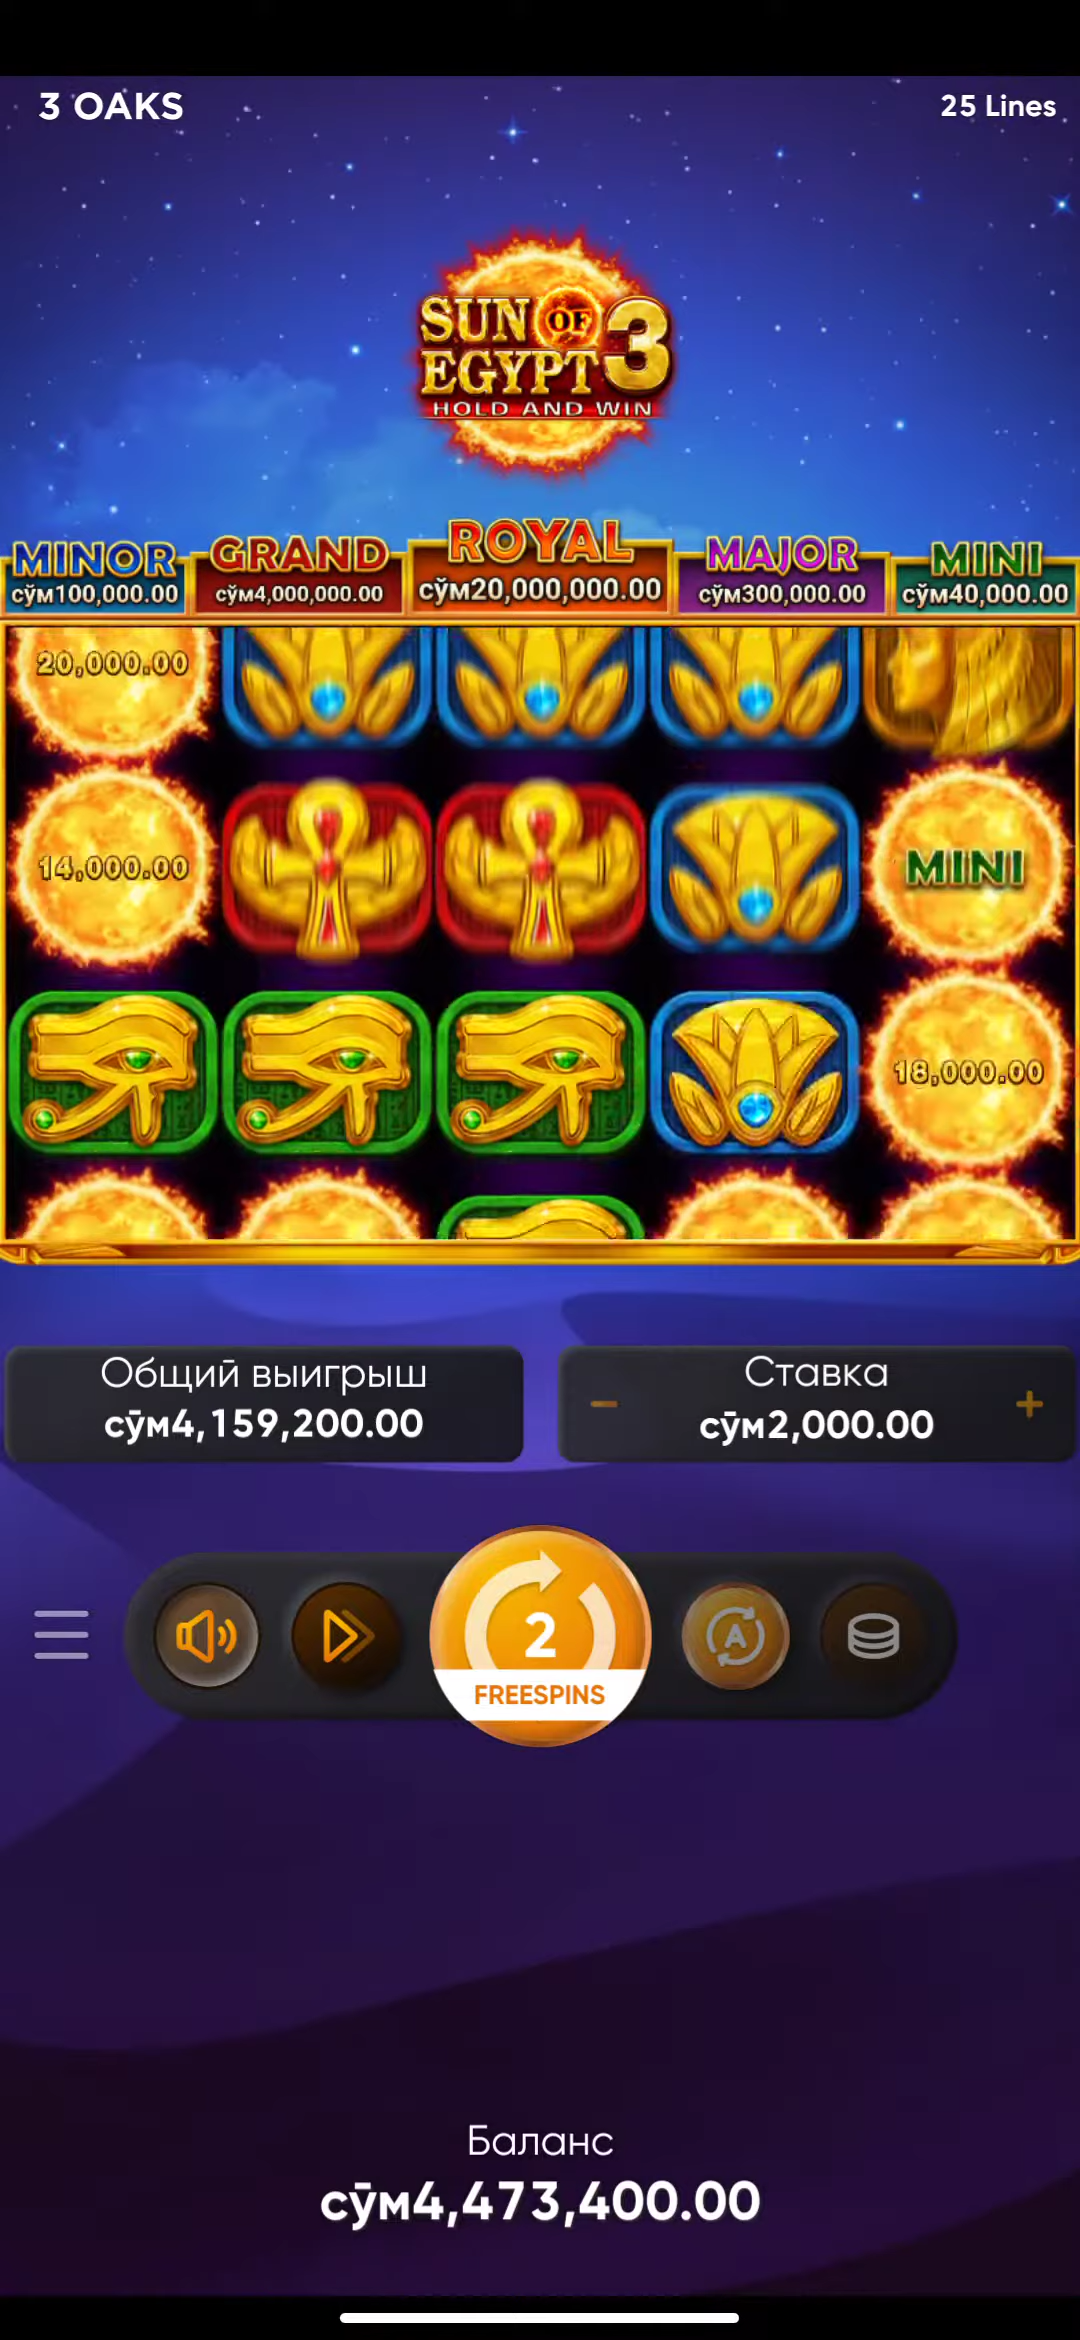 3 OAKS
25 Lines
SUN OF
EGYPT 3
HOLD AND WIN
MINOR
сўм100,000.00
GRAND
сўм4,000,000.00
ROYAL
сўм20,000,000.00
MAJOR
сўм300,000.00
MINI
сўм40,000.00
20,000.00
14,000.00
MINI
18,000.00
Общий выигрыш
сӯм4,159,200.00
Ставка
сӯм2,000.00
2
FREESPINS
A
Баланс
сӯм4,473,400.00